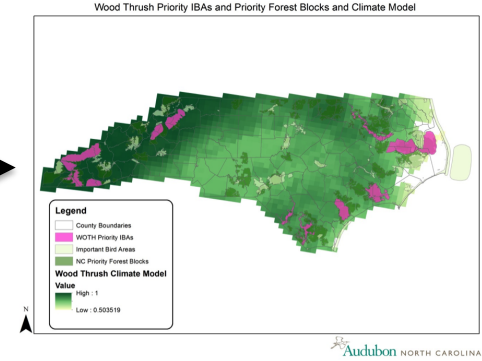 Wood Thrush Priority IBAs and Priority Forest Blocks and Climate Model
Legend
County Boundaries
WOTH Priority IBAs
Important Bird Areas
NC Priority Forest Blocks
Wood Thrush Climate Model
Value
High : 1
Low : 0.503519
N
Audubon NORTH CAROLINA